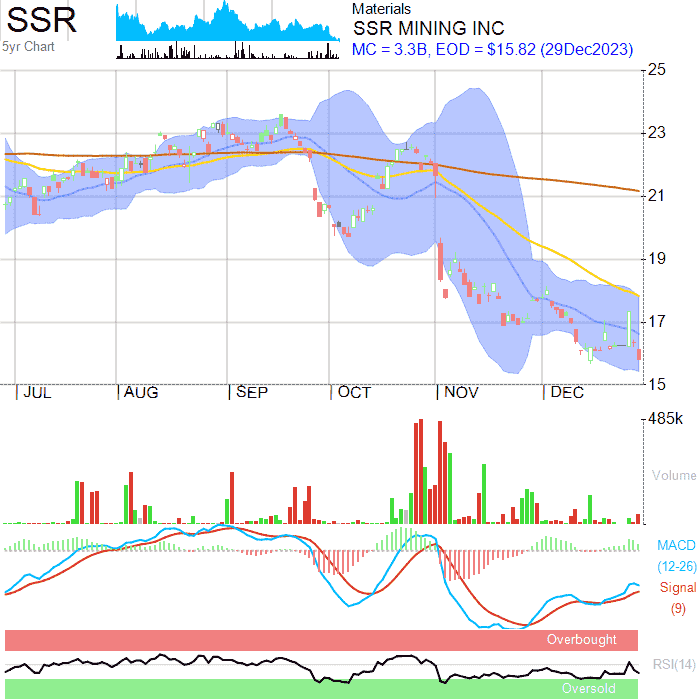 SSR
5yr Chart
Materials
SSR MINING INC
MC = 3.3B, EOD = $15.82 (29Dec2023)
25
23
21
19
17
15
JUL AUG SEP OCT NOV DEC
485k
Volume
MACD
(12-26)
Signal
(9)
Overbought
RSI(14)
Oversold